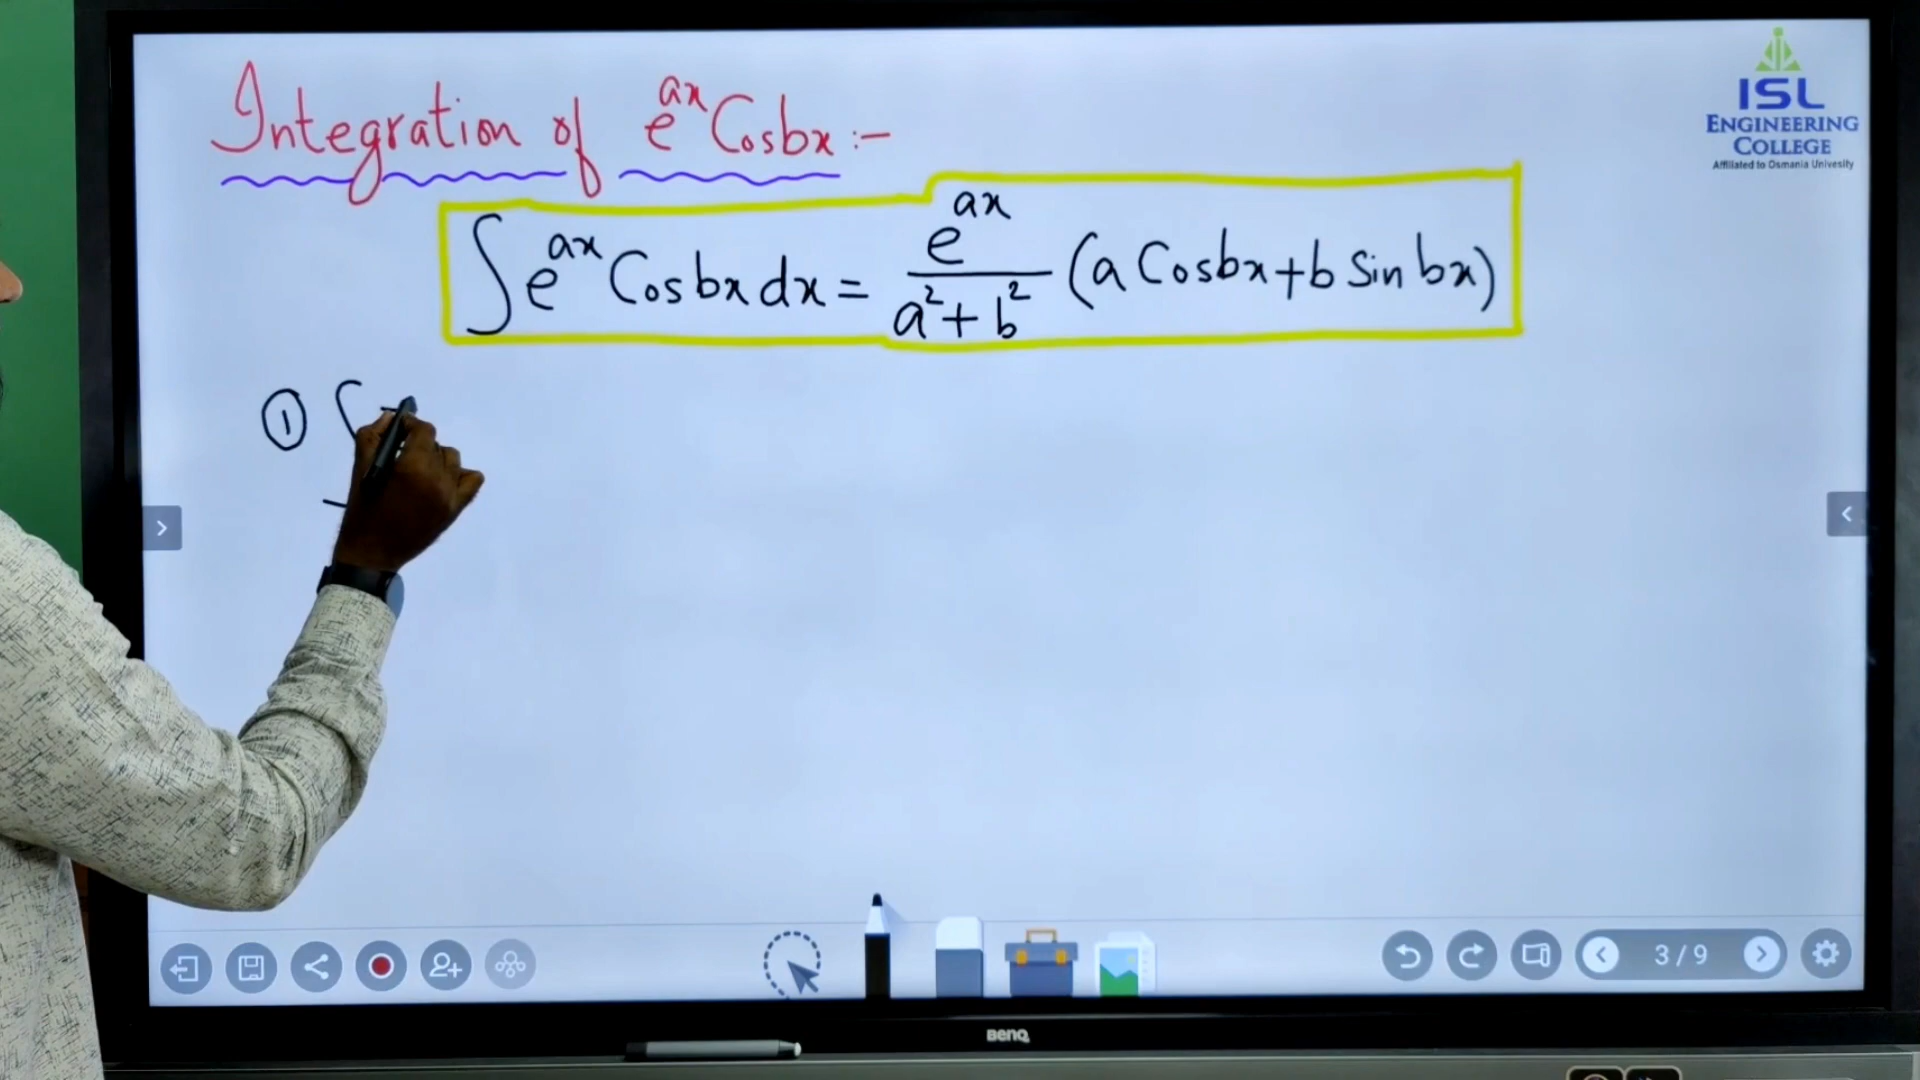 Integration of e^ax Cosbx :-
∫e^ax Cosbx dx = e^ax/(a²+b²) (a Cosbx + b Sin bx)
① ∫
ISL
ENGINEERING
COLLEGE
Affiliated to Osmania Univesity
3/9
BenQ